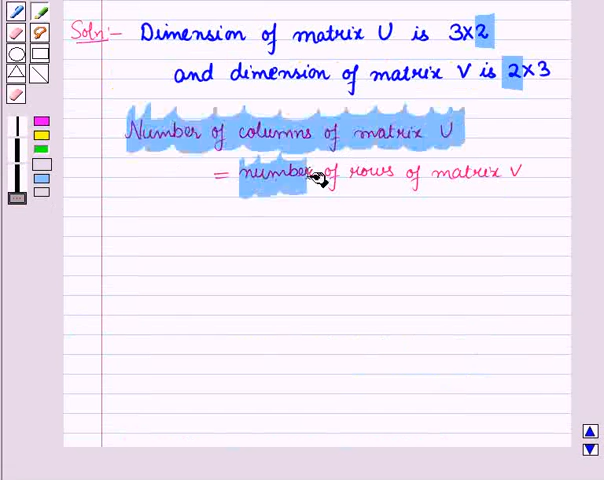 Soln:- Dimension of matrix U is 3×2
and dimension of matrix V is 2×3
Number of columns of matrix U
= number of rows of matrix V